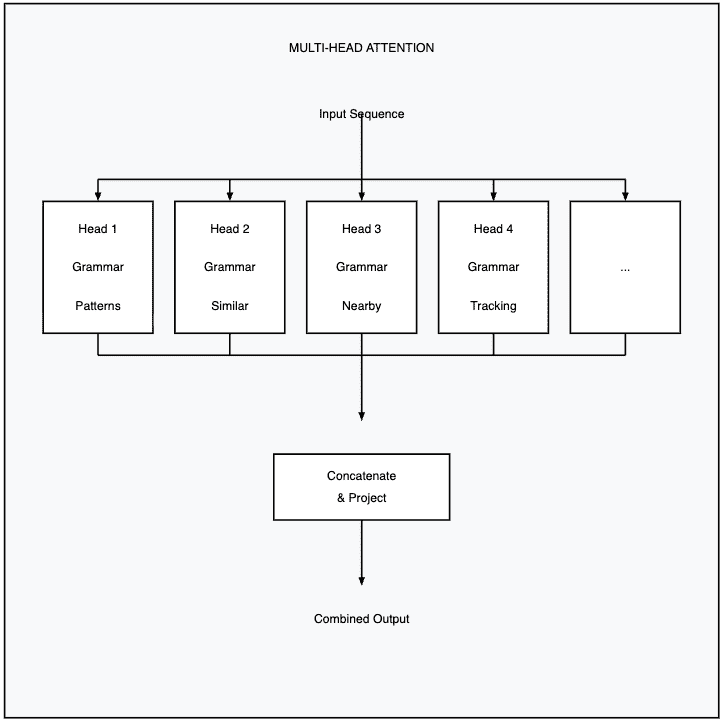 MULTI-HEAD ATTENTION
Input Sequence
Head 1
Grammar
Patterns
Head 2
Grammar
Similar
Head 3
Grammar
Nearby
Head 4
Grammar
Tracking
...
Concatenate
& Project
Combined Output